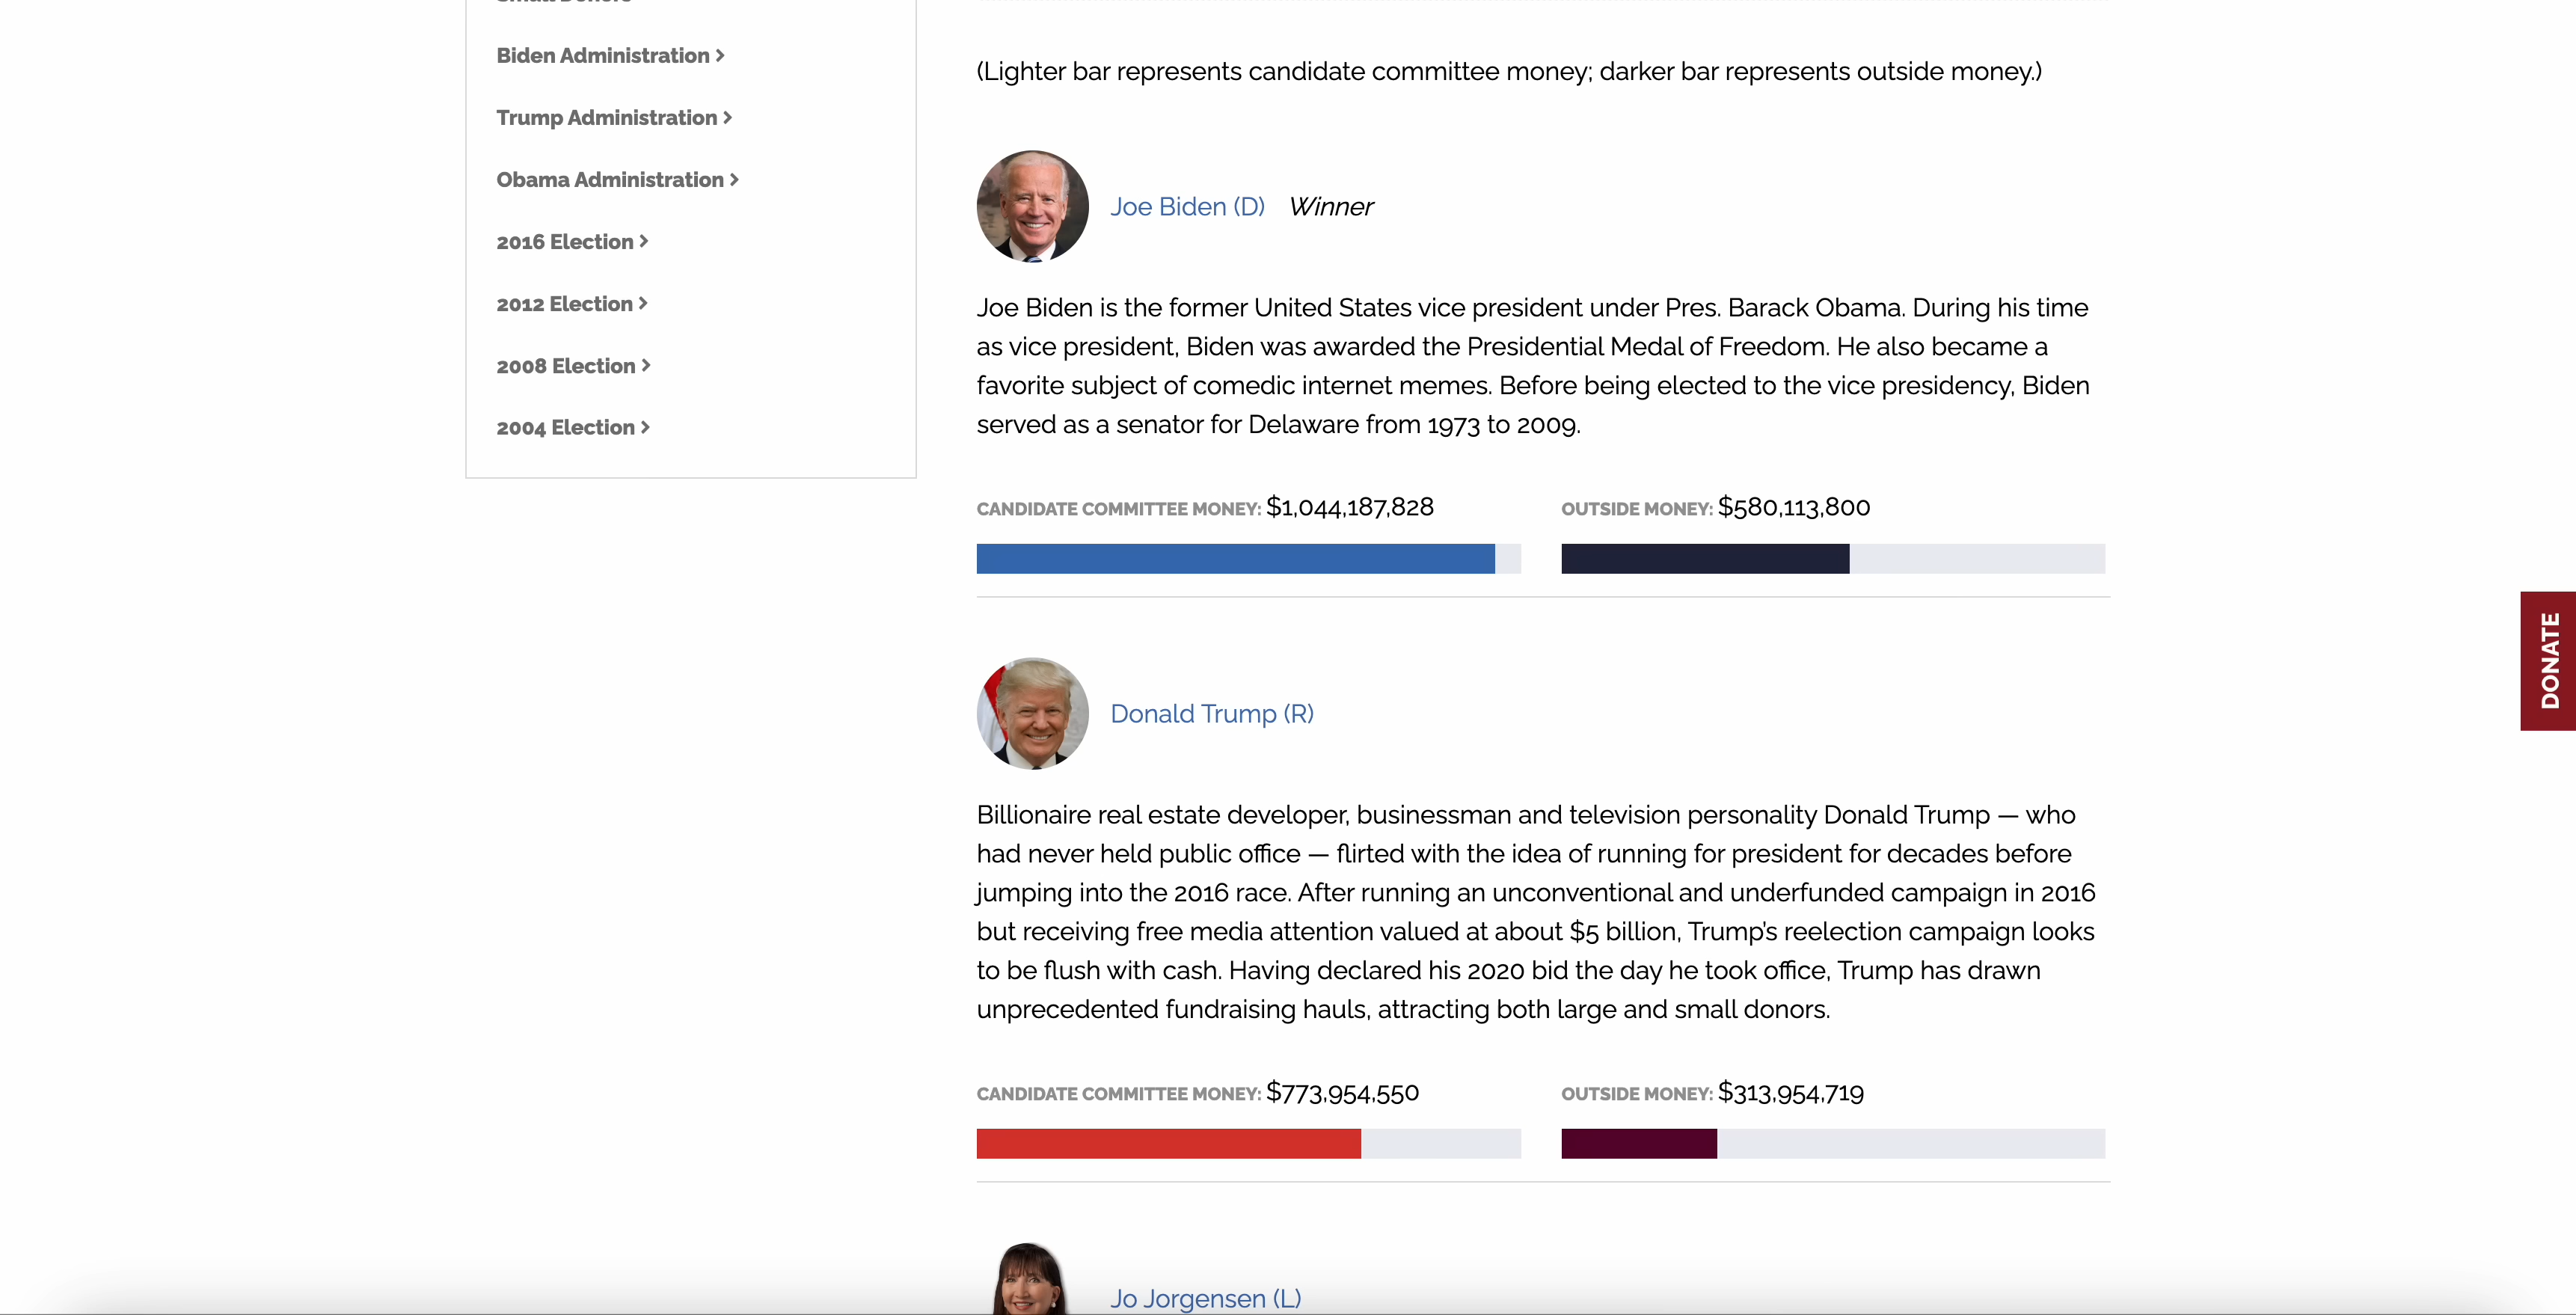 Small Donors
Biden Administration >
Trump Administration >
Obama Administration >
2016 Election >
2012 Election >
2008 Election >
2004 Election >
(Lighter bar represents candidate committee money; darker bar represents outside money.)
Joe Biden (D) Winner
Joe Biden is the former United States vice president under Pres. Barack Obama. During his time
as vice president, Biden was awarded the Presidential Medal of Freedom. He also became a
favorite subject of comedic internet memes. Before being elected to the vice presidency, Biden
served as a senator for Delaware from 1973 to 2009.
CANDIDATE COMMITTEE MONEY: $1,044,187,828
OUTSIDE MONEY: $580,113,800
Donald Trump (R)
Billionaire real estate developer, businessman and television personality Donald Trump — who
had never held public office — flirted with the idea of running for president for decades before
jumping into the 2016 race. After running an unconventional and underfunded campaign in 2016
but receiving free media attention valued at about $5 billion, Trump's reelection campaign looks
to be flush with cash. Having declared his 2020 bid the day he took office, Trump has drawn
unprecedented fundraising hauls, attracting both large and small donors.
CANDIDATE COMMITTEE MONEY: $773,954,550
OUTSIDE MONEY: $313,954,719
Jo Jorgensen (L)
DONATE